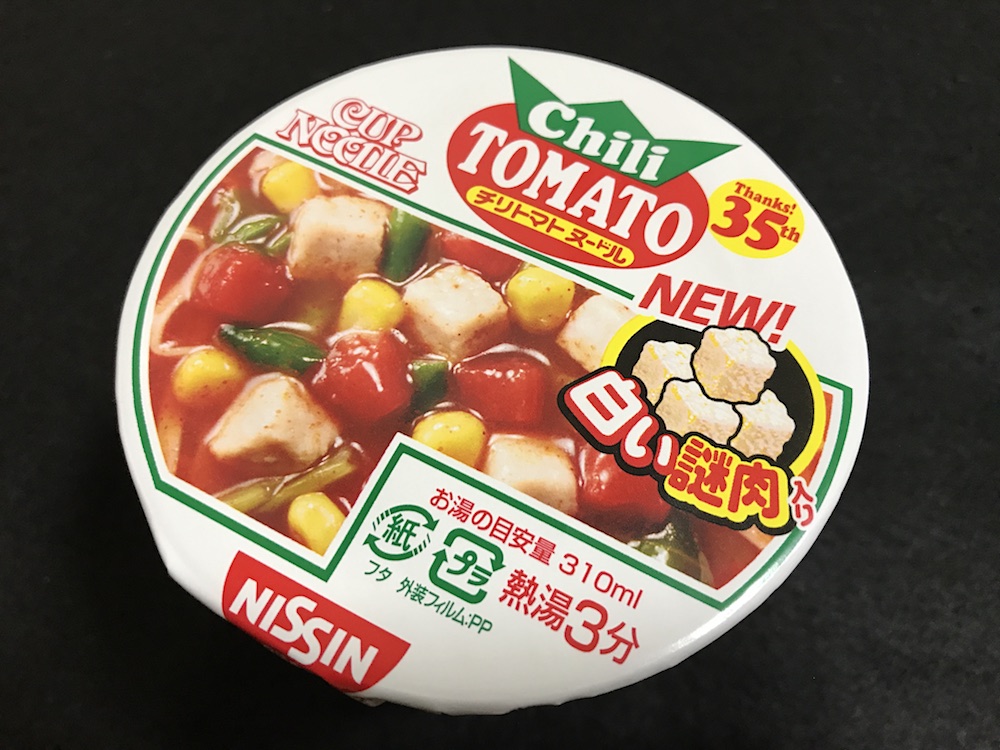 CUP
NOODLE
Chili
TOMATO
チリトマト ヌードル
Thanks!
35th
NEW!
白い謎肉入り
お湯の目安量 310ml
熱湯3分
紙
フタ
プラ
外装フィルム:PP
NISSIN